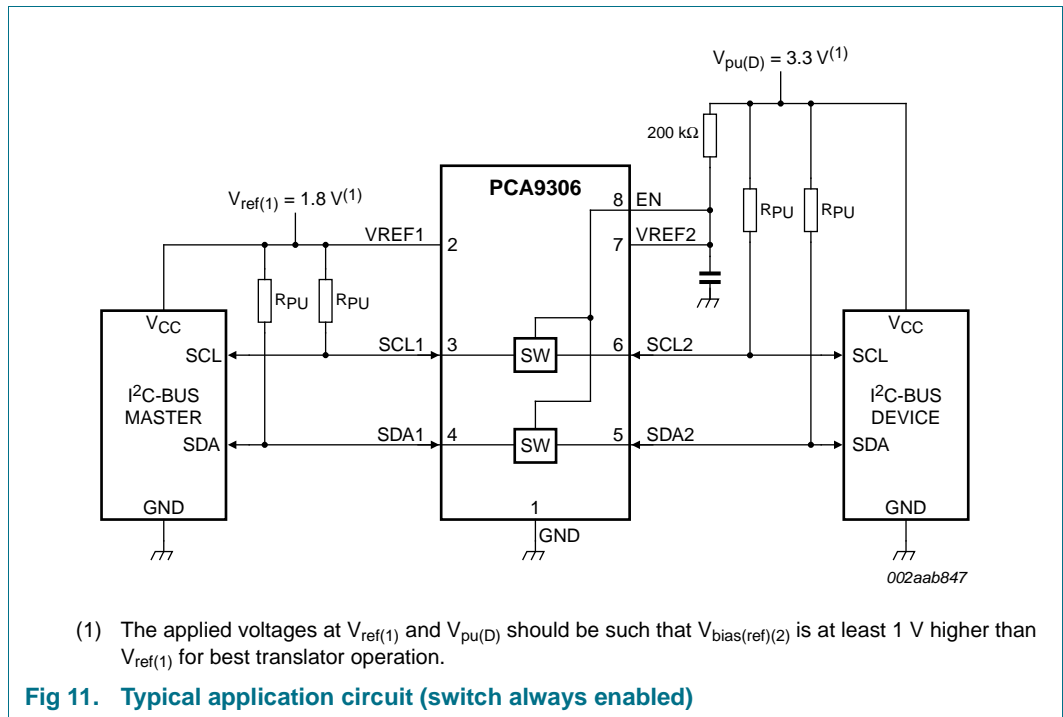 Vpu(D) = 3.3 V(1)
200 kΩ
PCA9306
Vref(1) = 1.8 V(1)
8 EN
RPU RPU
VREF1 2
7 VREF2
RPU RPU
VCC
VCC
SCL SCL1 3 SW 6 SCL2 SCL
I2C-BUS
MASTER
I2C-BUS
DEVICE
SDA SDA1 4 SW 5 SDA2 SDA
GND
1
GND
GND
002aab847
(1) The applied voltages at Vref(1) and Vpu(D) should be such that Vbias(ref)(2) is at least 1 V higher than
Vref(1) for best translator operation.
Fig 11. Typical application circuit (switch always enabled)